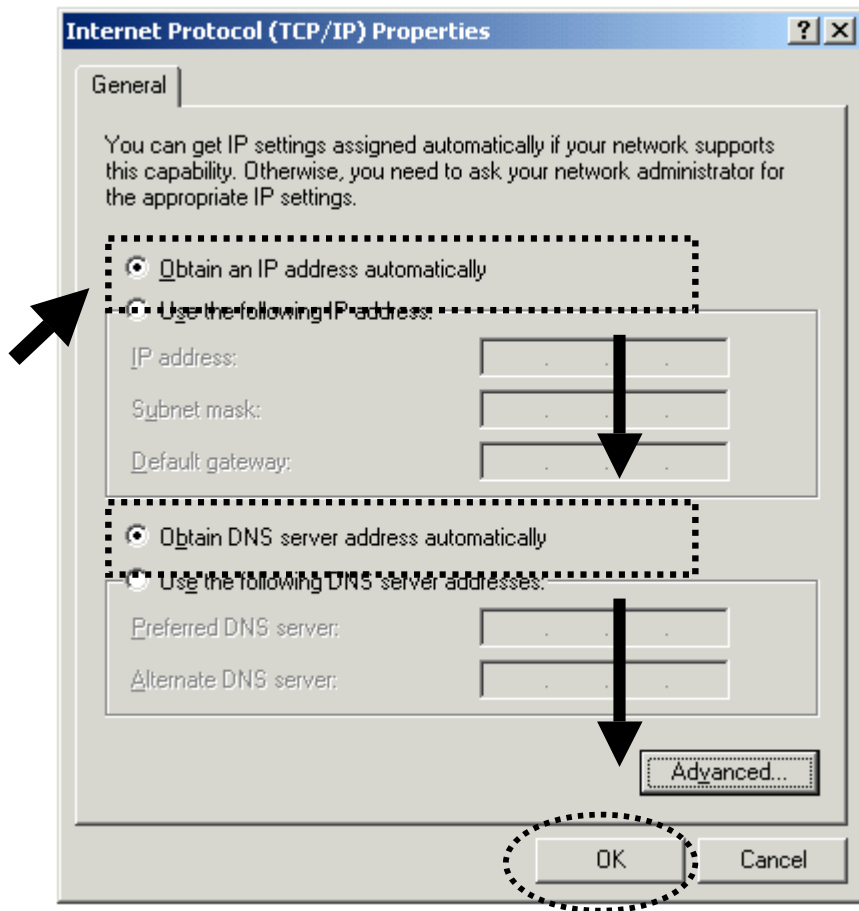 Internet Protocol (TCP/IP) Properties
General
You can get IP settings assigned automatically if your network supports
this capability. Otherwise, you need to ask your network administrator for
the appropriate IP settings.
Obtain an IP address automatically
Use the following IP address:
IP address:
Subnet mask:
Default gateway:
Obtain DNS server address automatically
Use the following DNS server addresses:
Preferred DNS server:
Alternate DNS server:
Advanced...
OK
Cancel